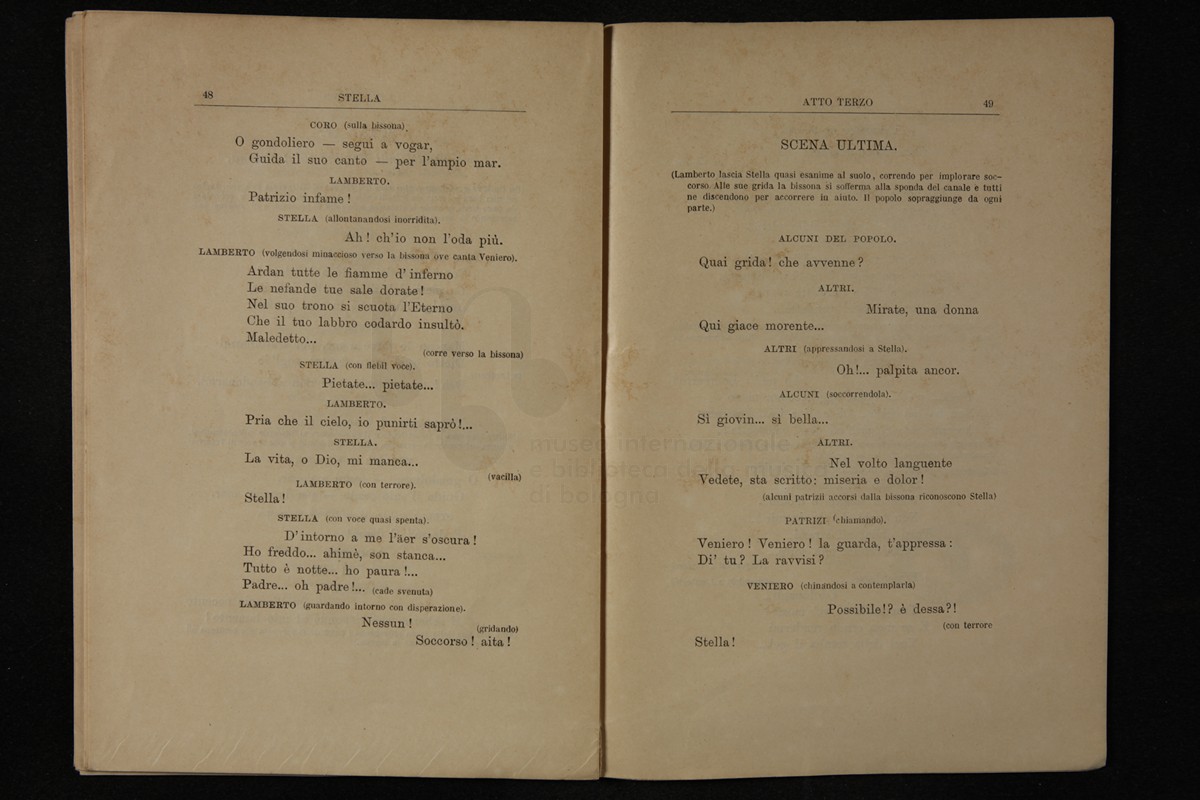 48
STELLA
CORO (sulla bissona).
O gondoliero — segui a vogar,
Guida il suo canto — per l'ampio mar.
LAMBERTO.
Patrizio infame !
STELLA (allontanandosi inorridita).
Ah ! ch'io non l'oda più.
LAMBERTO (volgendosi minaccioso verso la bissona ove canta Veniero).
Ardan tutte le fiamme d' inferno
Le nefande tue sale dorate !
Nel suo trono si scuota l'Eterno
Che il tuo labbro codardo insultò.
Maledetto...
(corre verso la bissona)
STELLA (con flebil voce).
Pietate... pietate...
LAMBERTO.
Pria che il cielo, io punirti saprò !...
STELLA.
La vita, o Dio, mi manca...
(vacilla)
LAMBERTO (con terrore).
Stella !
STELLA (con voce quasi spenta).
D' intorno a me l'äer s'oscura !
Ho freddo... ahimè, son stanca...
Tutto è notte... ho paura !...
Padre... oh padre !... (cade svenuta)
LAMBERTO (guardando intorno con disperazione).
Nessun !
(gridando)
Soccorso ! aita !
ATTO TERZO
49
SCENA ULTIMA.
(Lamberto lascia Stella quasi esanime al suolo, correndo per implorare soc-
corso. Alle sue grida la bissona si sofferma alla sponda del canale e tutti
ne discendono per accorrere in aiuto. Il popolo sopraggiunge da ogni
parte.)
ALCUNI DEL POPOLO.
Quai grida ! che avvenne ?
ALTRI.
Mirate, una donna
Qui giace morente...
ALTRI (appressandosi a Stella).
Oh !... palpita ancor.
ALCUNI (soccorrendola).
Sì giovin... sì bella...
ALTRI.
Nel volto languente
Vedete, sta scritto: miseria e dolor !
(alcuni patrizii accorsi dalla bissona riconoscono Stella)
PATRIZI (chiamando).
Veniero ! Veniero ! la guarda, t'appressa :
Di' tu ? La ravvisi ?
VENIERO (chinandosi a contemplarla)
Possibile !? è dessa ?!
(con terrore
Stella !
museo internazionale
e biblioteca della musica
di bologna